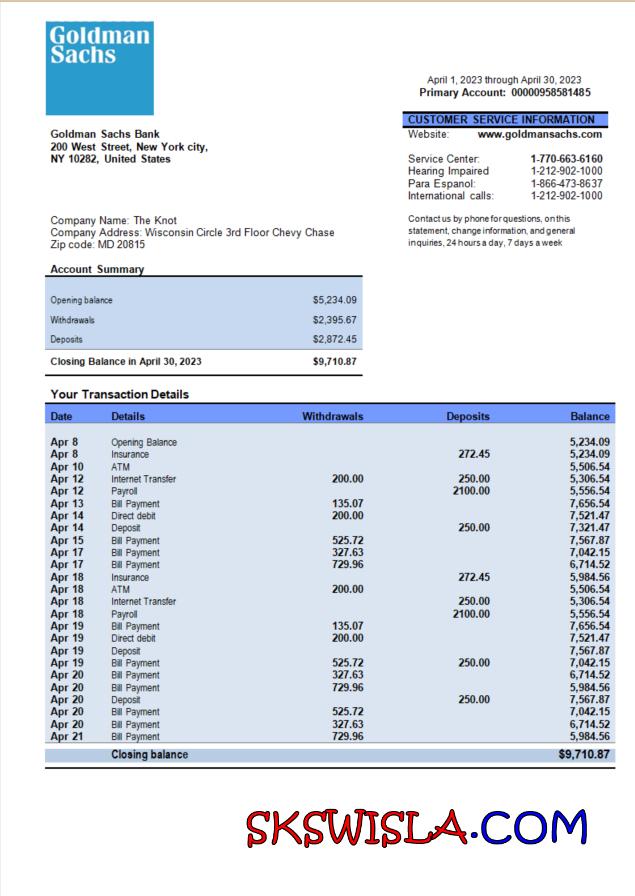 Goldman
Sachs
April 1, 2023 through April 30, 2023
Primary Account: 00000958581485
CUSTOMER SERVICE INFORMATION
Website: www.goldmansachs.com
Service Center: 1-770-663-6160
Hearing Impaired 1-212-902-1000
Para Espanol: 1-866-473-8637
International calls: 1-212-902-1000
Contact us by phone for questions, on this
statement, change information, and general
inquiries, 24 hours a day, 7 days a week
Goldman Sachs Bank
200 West Street, New York city,
NY 10282, United States
Company Name: The Knot
Company Address: Wisconsin Circle 3rd Floor Chevy Chase
Zip code: MD 20815
Account Summary
Opening balance $5,234.09
Withdrawals $2,395.67
Deposits $2,872.45
Closing Balance in April 30, 2023 $9,710.87
Your Transaction Details
Date Details Withdrawals Deposits Balance
Apr 8 Opening Balance 5,234.09
Apr 8 Insurance 272.45 5,234.09
Apr 10 ATM 5,506.54
Apr 12 Internet Transfer 200.00 250.00 5,306.54
Apr 12 Payroll 2100.00 5,556.54
Apr 13 Bill Payment 135.07 7,656.54
Apr 14 Direct debit 200.00 7,521.47
Apr 14 Deposit 250.00 7,321.47
Apr 15 Bill Payment 525.72 7,567.87
Apr 17 Bill Payment 327.63 7,042.15
Apr 17 Bill Payment 729.96 6,714.52
Apr 18 Insurance 272.45 5,984.56
Apr 18 ATM 200.00 5,506.54
Apr 18 Internet Transfer 250.00 5,306.54
Apr 18 Payroll 2100.00 5,556.54
Apr 19 Bill Payment 135.07 7,656.54
Apr 19 Direct debit 200.00 7,521.47
Apr 19 Deposit 7,567.87
Apr 19 Bill Payment 525.72 250.00 7,042.15
Apr 20 Bill Payment 327.63 6,714.52
Apr 20 Bill Payment 729.96 5,984.56
Apr 20 Deposit 250.00 7,567.87
Apr 20 Bill Payment 525.72 7,042.15
Apr 20 Bill Payment 327.63 6,714.52
Apr 21 Bill Payment 729.96 5,984.56
Closing balance $9,710.87
SKSWISLA.COM